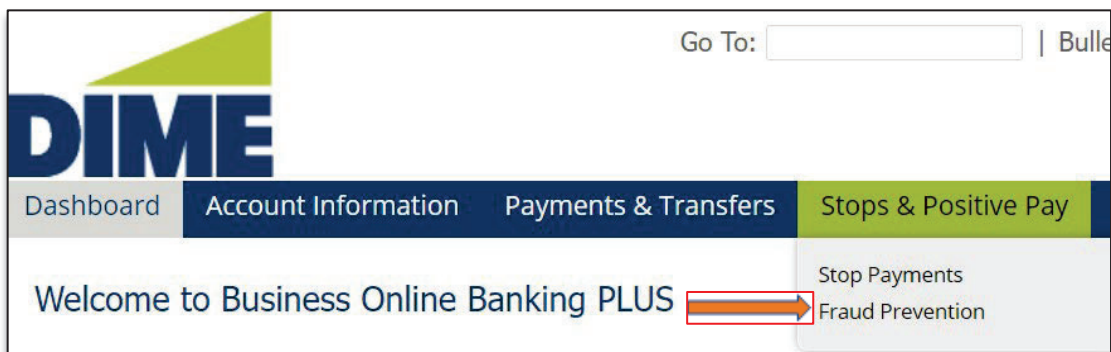 Go To: | Bulle
DIME
Dashboard Account Information Payments & Transfers Stops & Positive Pay
Stop Payments
Welcome to Business Online Banking PLUS
Fraud Prevention